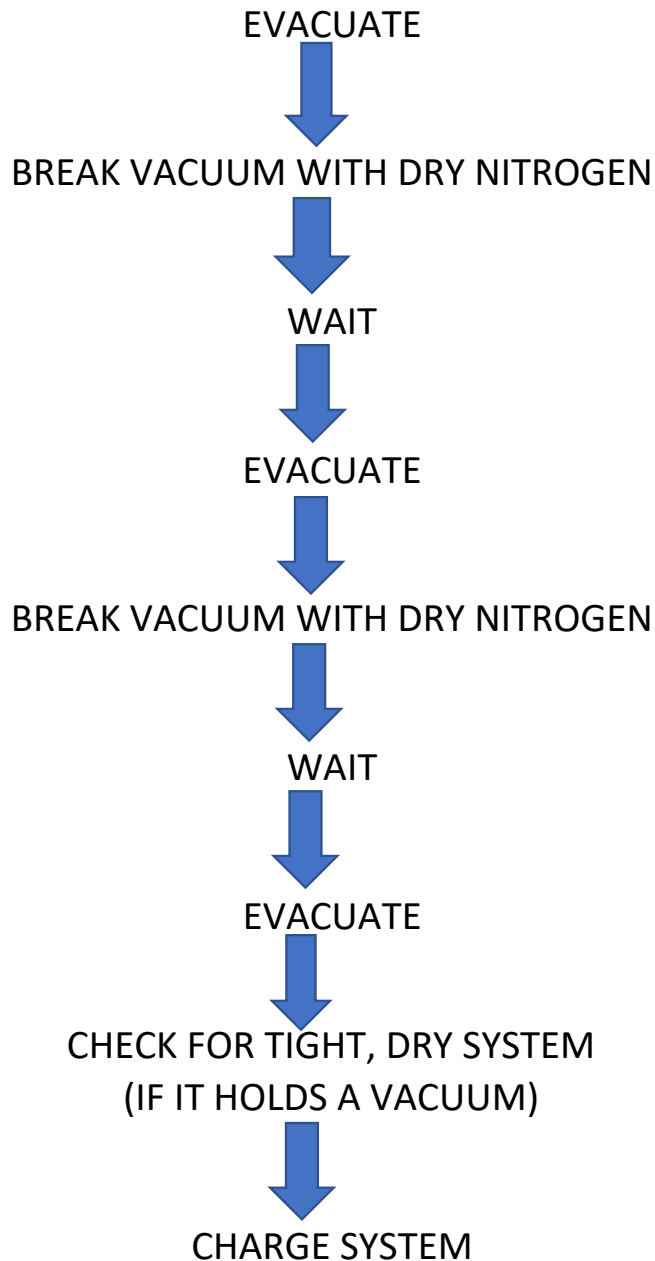 EVACUATE
BREAK VACUUM WITH DRY NITROGEN
WAIT
EVACUATE
BREAK VACUUM WITH DRY NITROGEN
WAIT
EVACUATE
CHECK FOR TIGHT, DRY SYSTEM
(IF IT HOLDS A VACUUM)
CHARGE SYSTEM